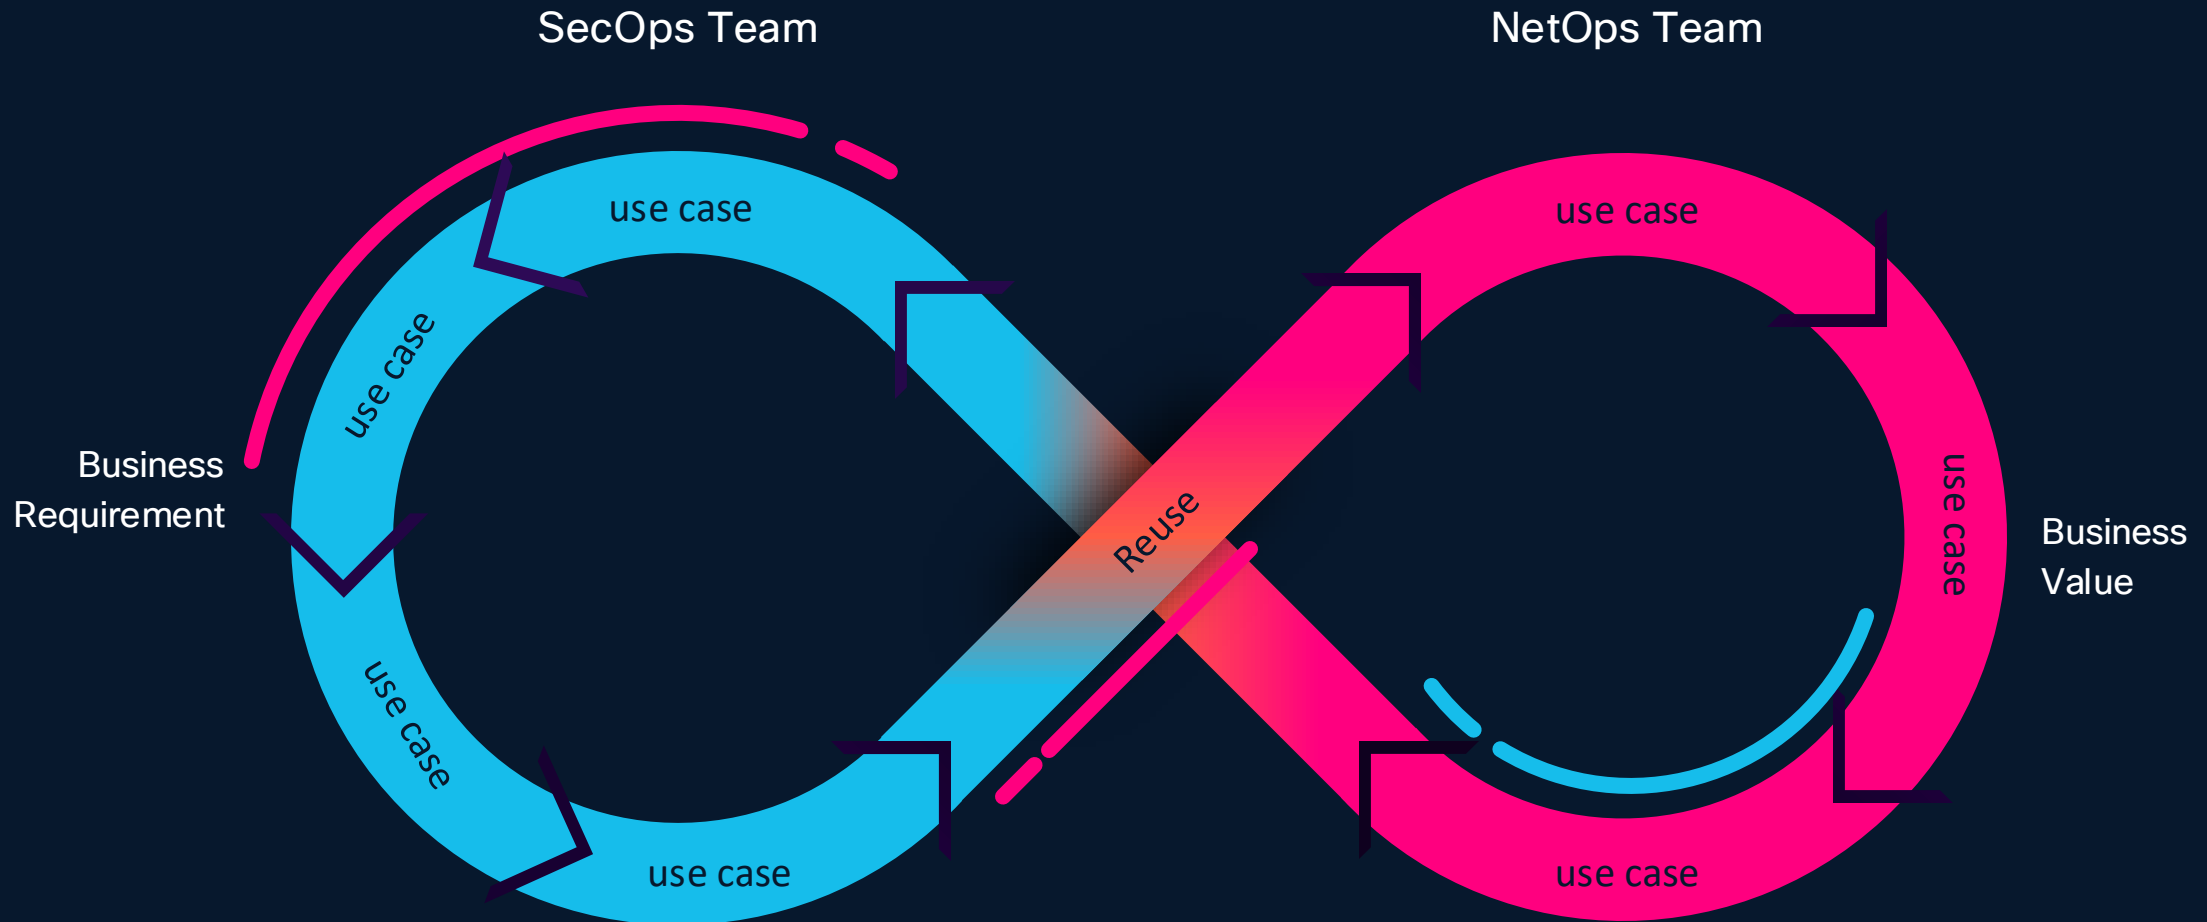 SecOps Team
NetOps Team
use case
use case
use case
Business
Requirement
Reuse
use case
Business
Value
use case
use case
use case